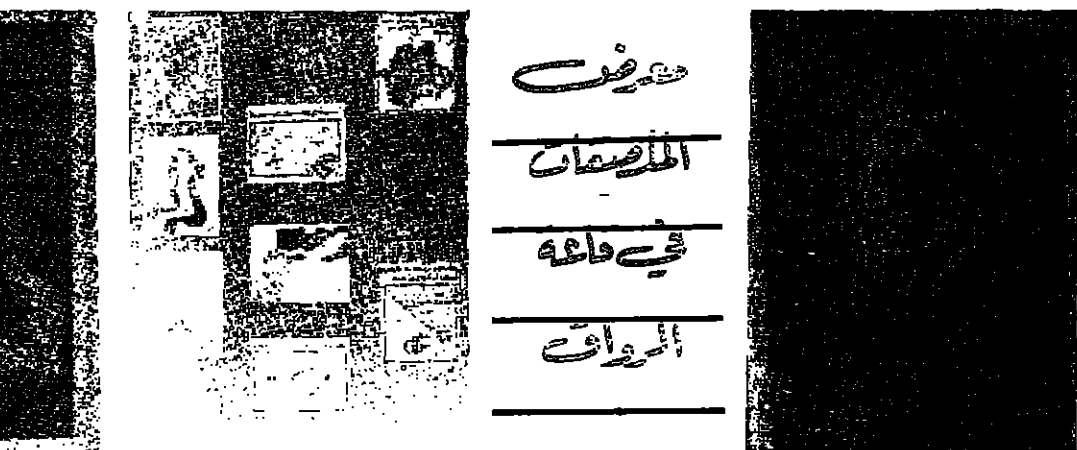 معرض
الملصقات
في قاعة
الرواق